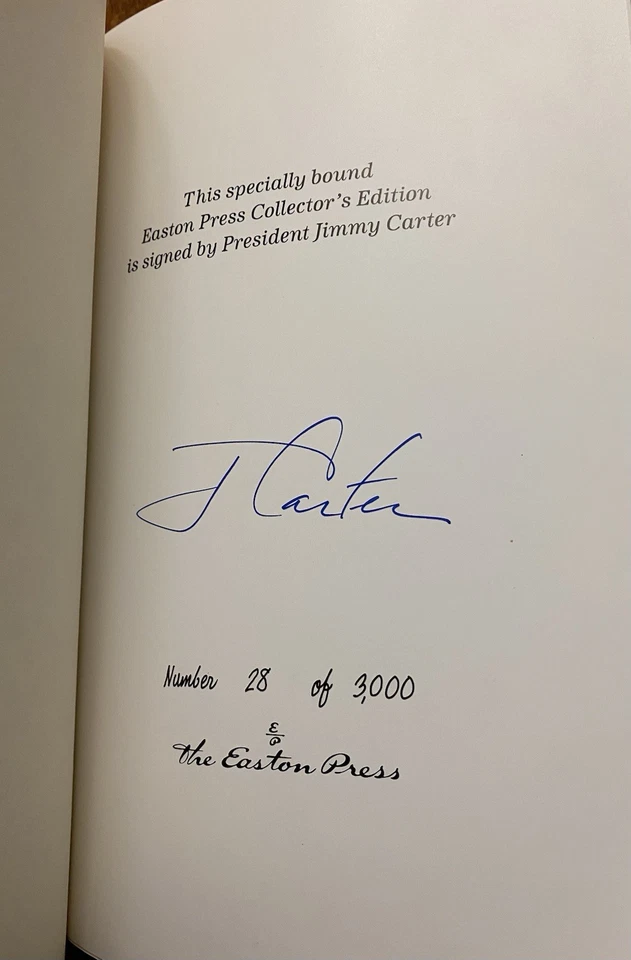 This specially bound
Easton Press Collector's Edition
is signed by President Jimmy Carter
J Carter
Number 28 of 3,000
E
P
the Easton Press